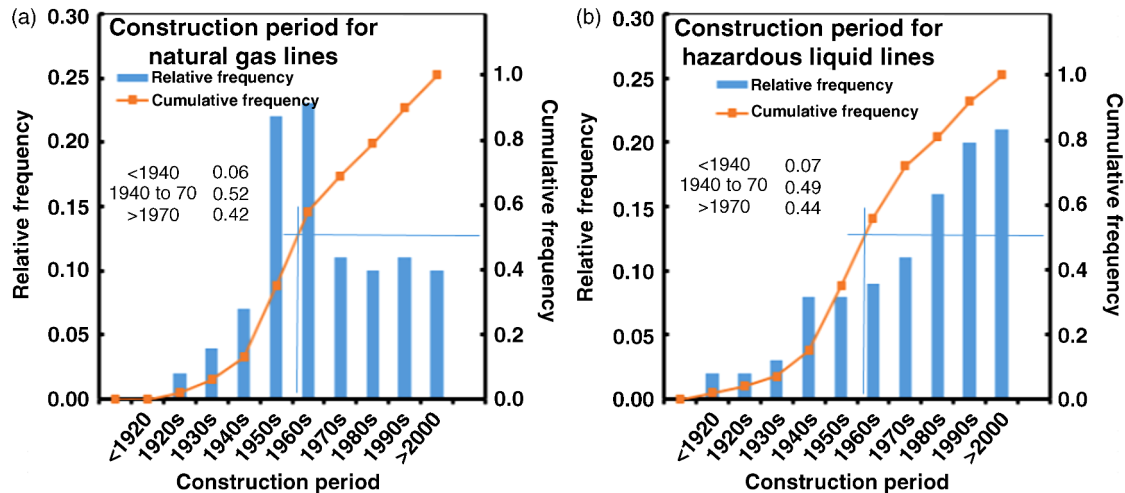 (a)
Construction period for
natural gas lines
Relative frequency
Cumulative frequency
<1940 0.06
1940 to 70 0.52
>1970 0.42
Relative frequency
0.30
0.25
0.20
0.15
0.10
0.05
0.00
Cumulative frequency
1.0
0.8
0.6
0.4
0.2
0.0
<1920
1920s
1930s
1940s
1950s
1960s
1970s
1980s
1990s
>2000
Construction period
(b)
Construction period for
hazardous liquid lines
Relative frequency
Cumulative frequency
<1940 0.07
1940 to 70 0.49
>1970 0.44
Relative frequency
0.30
0.25
0.20
0.15
0.10
0.05
0.00
Cumulative frequency
1.0
0.8
0.6
0.4
0.2
0.0
<1920
1920s
1930s
1940s
1950s
1960s
1970s
1980s
1990s
>2000
Construction period